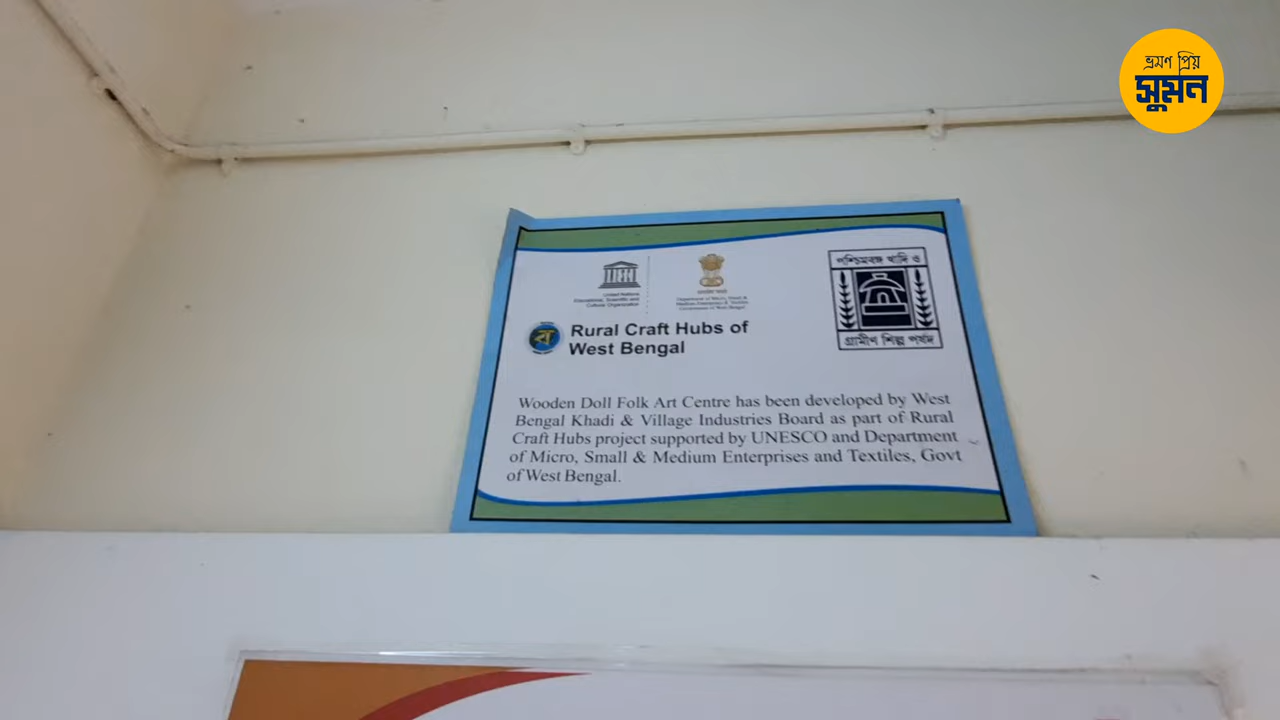 ভ্রমণ প্রিয়
সুমন
United Nations
Educational, Scientific and
Cultural Organization
Department of Micro, Small &
Medium Enterprises & Textiles
Government of West Bengal
পশ্চিমবঙ্গ খাদি ও
গ্রামীণ শিল্প পর্ষদ
Rural Craft Hubs of
West Bengal
Wooden Doll Folk Art Centre has been developed by West
Bengal Khadi & Village Industries Board as part of Rural
Craft Hubs project supported by UNESCO and Department
of Micro, Small & Medium Enterprises and Textiles, Govt
of West Bengal.